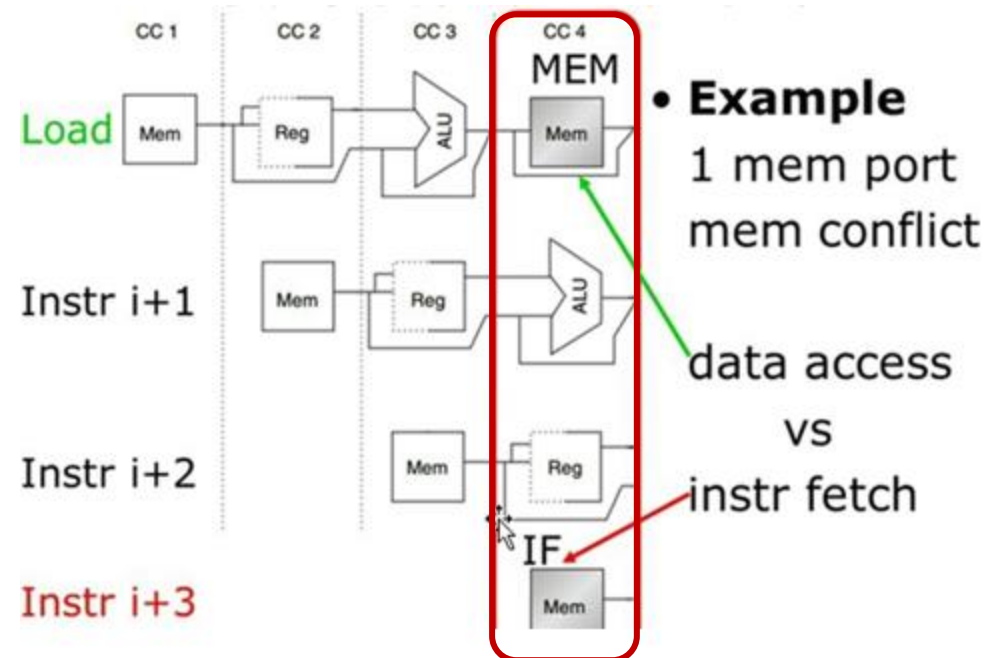 CC 1 CC 2 CC 3 CC 4
MEM
Load Mem Reg ALU Mem
• Example
1 mem port
mem conflict
Instr i+1 Mem Reg ALU
data access
vs
Instr i+2 Mem Reg
instr fetch
IF
Instr i+3 Mem